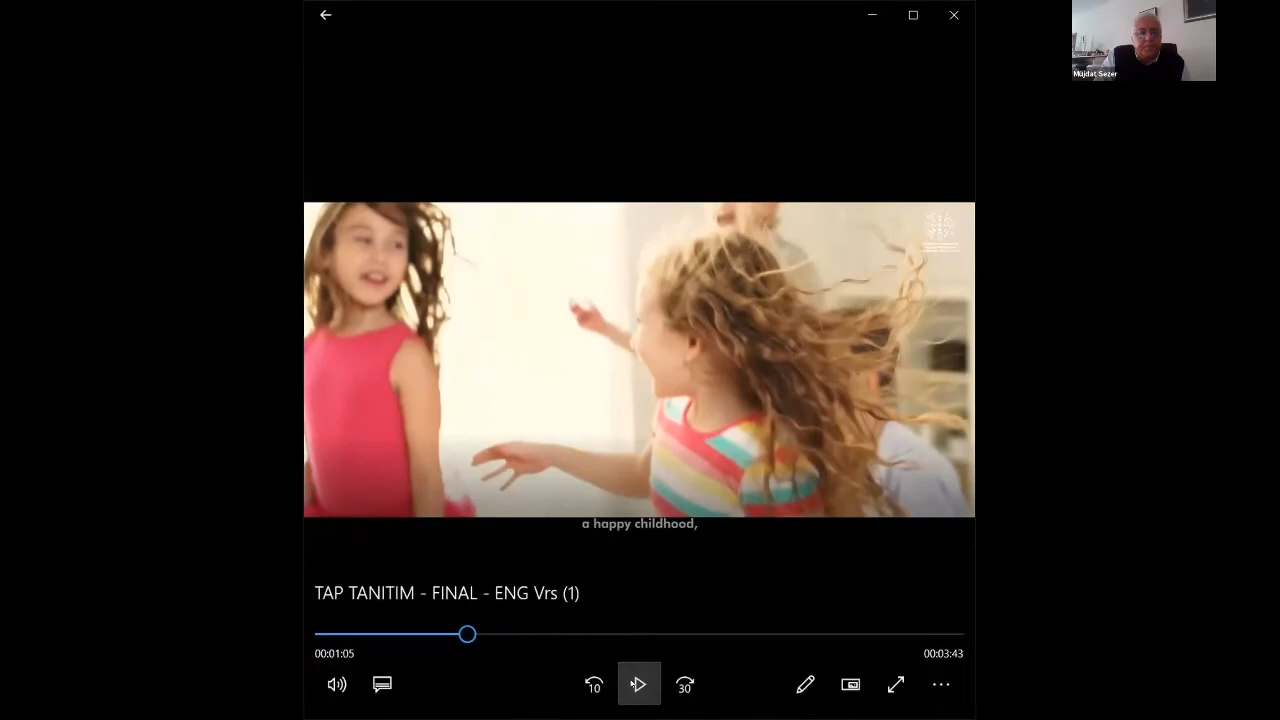 Müjdat Sezer
a happy childhood,
TAP TANITIM - FINAL - ENG Vrs (1)
00:01:05
00:03:43
10
30